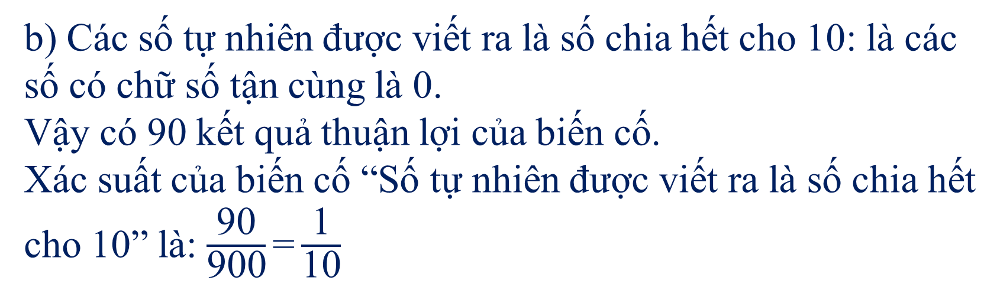 b) Các số tự nhiên được viết ra là số chia hết cho 10: là các
số có chữ số tận cùng là 0.
Vậy có 90 kết quả thuận lợi của biến cố.
Xác suất của biến cố “Số tự nhiên được viết ra là số chia hết
cho 10” là: 90/900 = 1/10